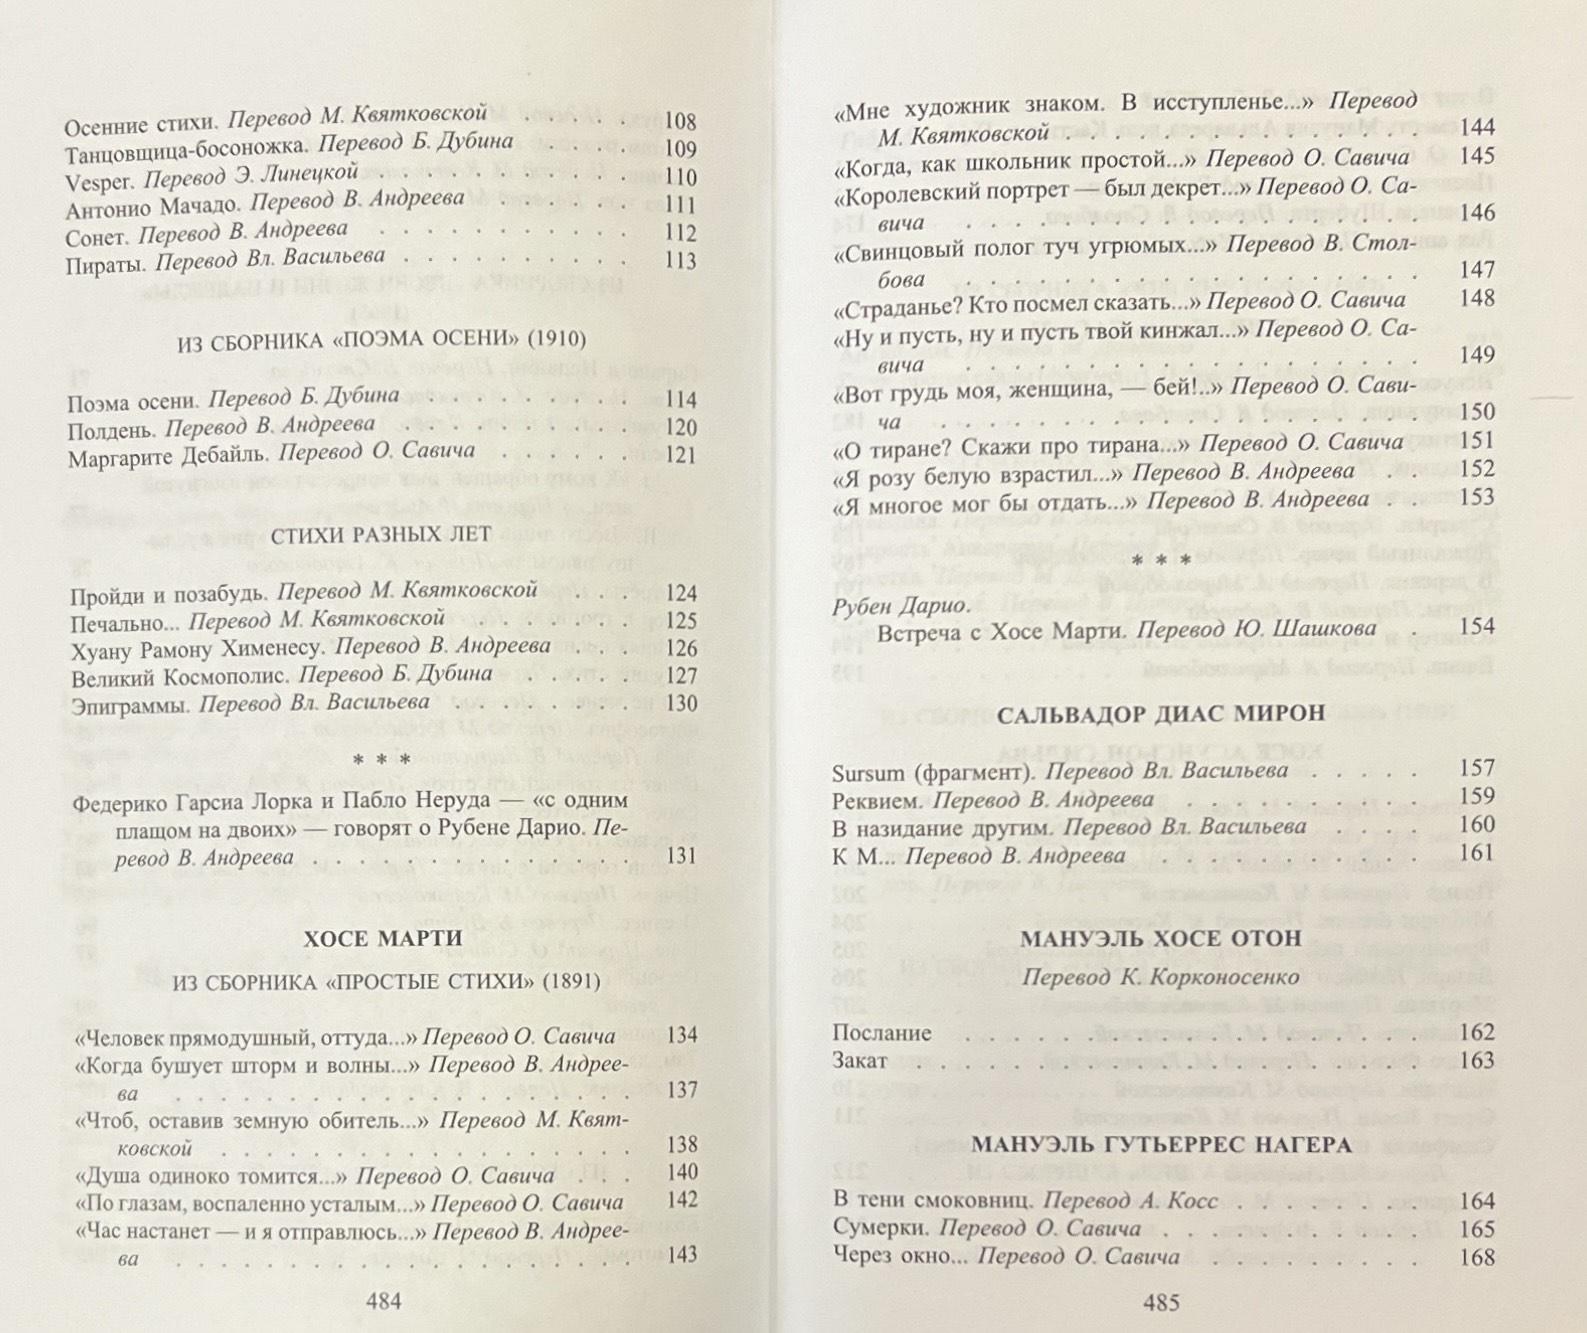 Осенние стихи. Перевод М. Квятковской . . . . . 108
Танцовщица-босоножка. Перевод Б. Дубина . . . . 109
Vesper. Перевод Э. Линецкой . . . . . . . . . . 110
Антонио Мачадо. Перевод В. Андреева . . . . . . 111
Сонет. Перевод В. Андреева . . . . . . . . . . 112
Пираты. Перевод Вл. Васильева . . . . . . . . . 113
ИЗ СБОРНИКА «ПОЭМА ОСЕНИ» (1910)
Поэма осени. Перевод Б. Дубина . . . . . . . . . 114
Полдень. Перевод В. Андреева . . . . . . . . . . 120
Маргарите Дебайль. Перевод О. Савича . . . . . . 121
СТИХИ РАЗНЫХ ЛЕТ
Пройди и позабудь. Перевод М. Квятковской . . . 124
Печально... Перевод М. Квятковской . . . . . . . 125
Хуану Рамону Хименесу. Перевод В. Андреева . . . 126
Великий Космополис. Перевод Б. Дубина . . . . . 127
Эпиграммы. Перевод Вл. Васильева . . . . . . . . 130
* * *
Федерико Гарсиа Лорка и Пабло Неруда — «с одним
плащом на двоих» — говорят о Рубене Дарио. Пе-
ревод В. Андреева . . . . . . . . . . . . . . 131
ХОСЕ МАРТИ
ИЗ СБОРНИКА «ПРОСТЫЕ СТИХИ» (1891)
«Человек прямодушный, оттуда...» Перевод О. Савича 134
«Когда бушует шторм и волны...» Перевод В. Андрее-
ва . . . . . . . . . . . . . . . . . . . 137
«Чтоб, оставив земную обитель...» Перевод М. Квят-
ковской . . . . . . . . . . . . . . . . . 138
«Душа одиноко томится...» Перевод О. Савича . . . 140
«По глазам, воспаленно усталым...» Перевод О. Савича 142
«Час настанет — и я отправлюсь...» Перевод В. Андрее-
ва . . . . . . . . . . . . . . . . . . . 143
484
«Мне художник знаком. В исступленье...» Перевод
М. Квятковской . . . . . . . . . . . . . . 144
«Когда, как школьник простой...» Перевод О. Савича 145
«Королевский портрет — был декрет...» Перевод О. Са-
вича . . . . . . . . . . . . . . . . . . 146
«Свинцовый полог туч угрюмых...» Перевод В. Стол-
бова . . . . . . . . . . . . . . . . . . 147
«Страданье? Кто посмел сказать...» Перевод О. Савича 148
«Ну и пусть, ну и пусть твой кинжал...» Перевод О. Са-
вича . . . . . . . . . . . . . . . . . . 149
«Вот грудь моя, женщина, — бей!..» Перевод О. Сави-
ча . . . . . . . . . . . . . . . . . . . 150
«О тиране? Скажи про тирана...» Перевод О. Савича 151
«Я розу белую взрастил...» Перевод В. Андреева . . 152
«Я многое мог бы отдать...» Перевод В. Андреева . . 153
* * *
Рубен Дарио.
Встреча с Хосе Марти. Перевод Ю. Шашкова . 154
САЛЬВАДОР ДИАС МИРОН
Sursum (фрагмент). Перевод Вл. Васильева . . . . . 157
Реквием. Перевод В. Андреева . . . . . . . . . . 159
В назидание другим. Перевод Вл. Васильева . . . . 160
К М... Перевод В. Андреева . . . . . . . . . . . 161
МАНУЭЛЬ ХОСЕ ОТОН
Перевод К. Корконосенко
Послание . . . . . . . . . . . . . . . . . . . 162
Закат . . . . . . . . . . . . . . . . . . . . . 163
МАНУЭЛЬ ГУТЬЕРРЕС НАГЕРА
В тени смоковниц. Перевод А. Косс . . . . . . . . 164
Сумерки. Перевод О. Савича . . . . . . . . . . . 165
Через окно... Перевод О. Савича . . . . . . . . . 168
485